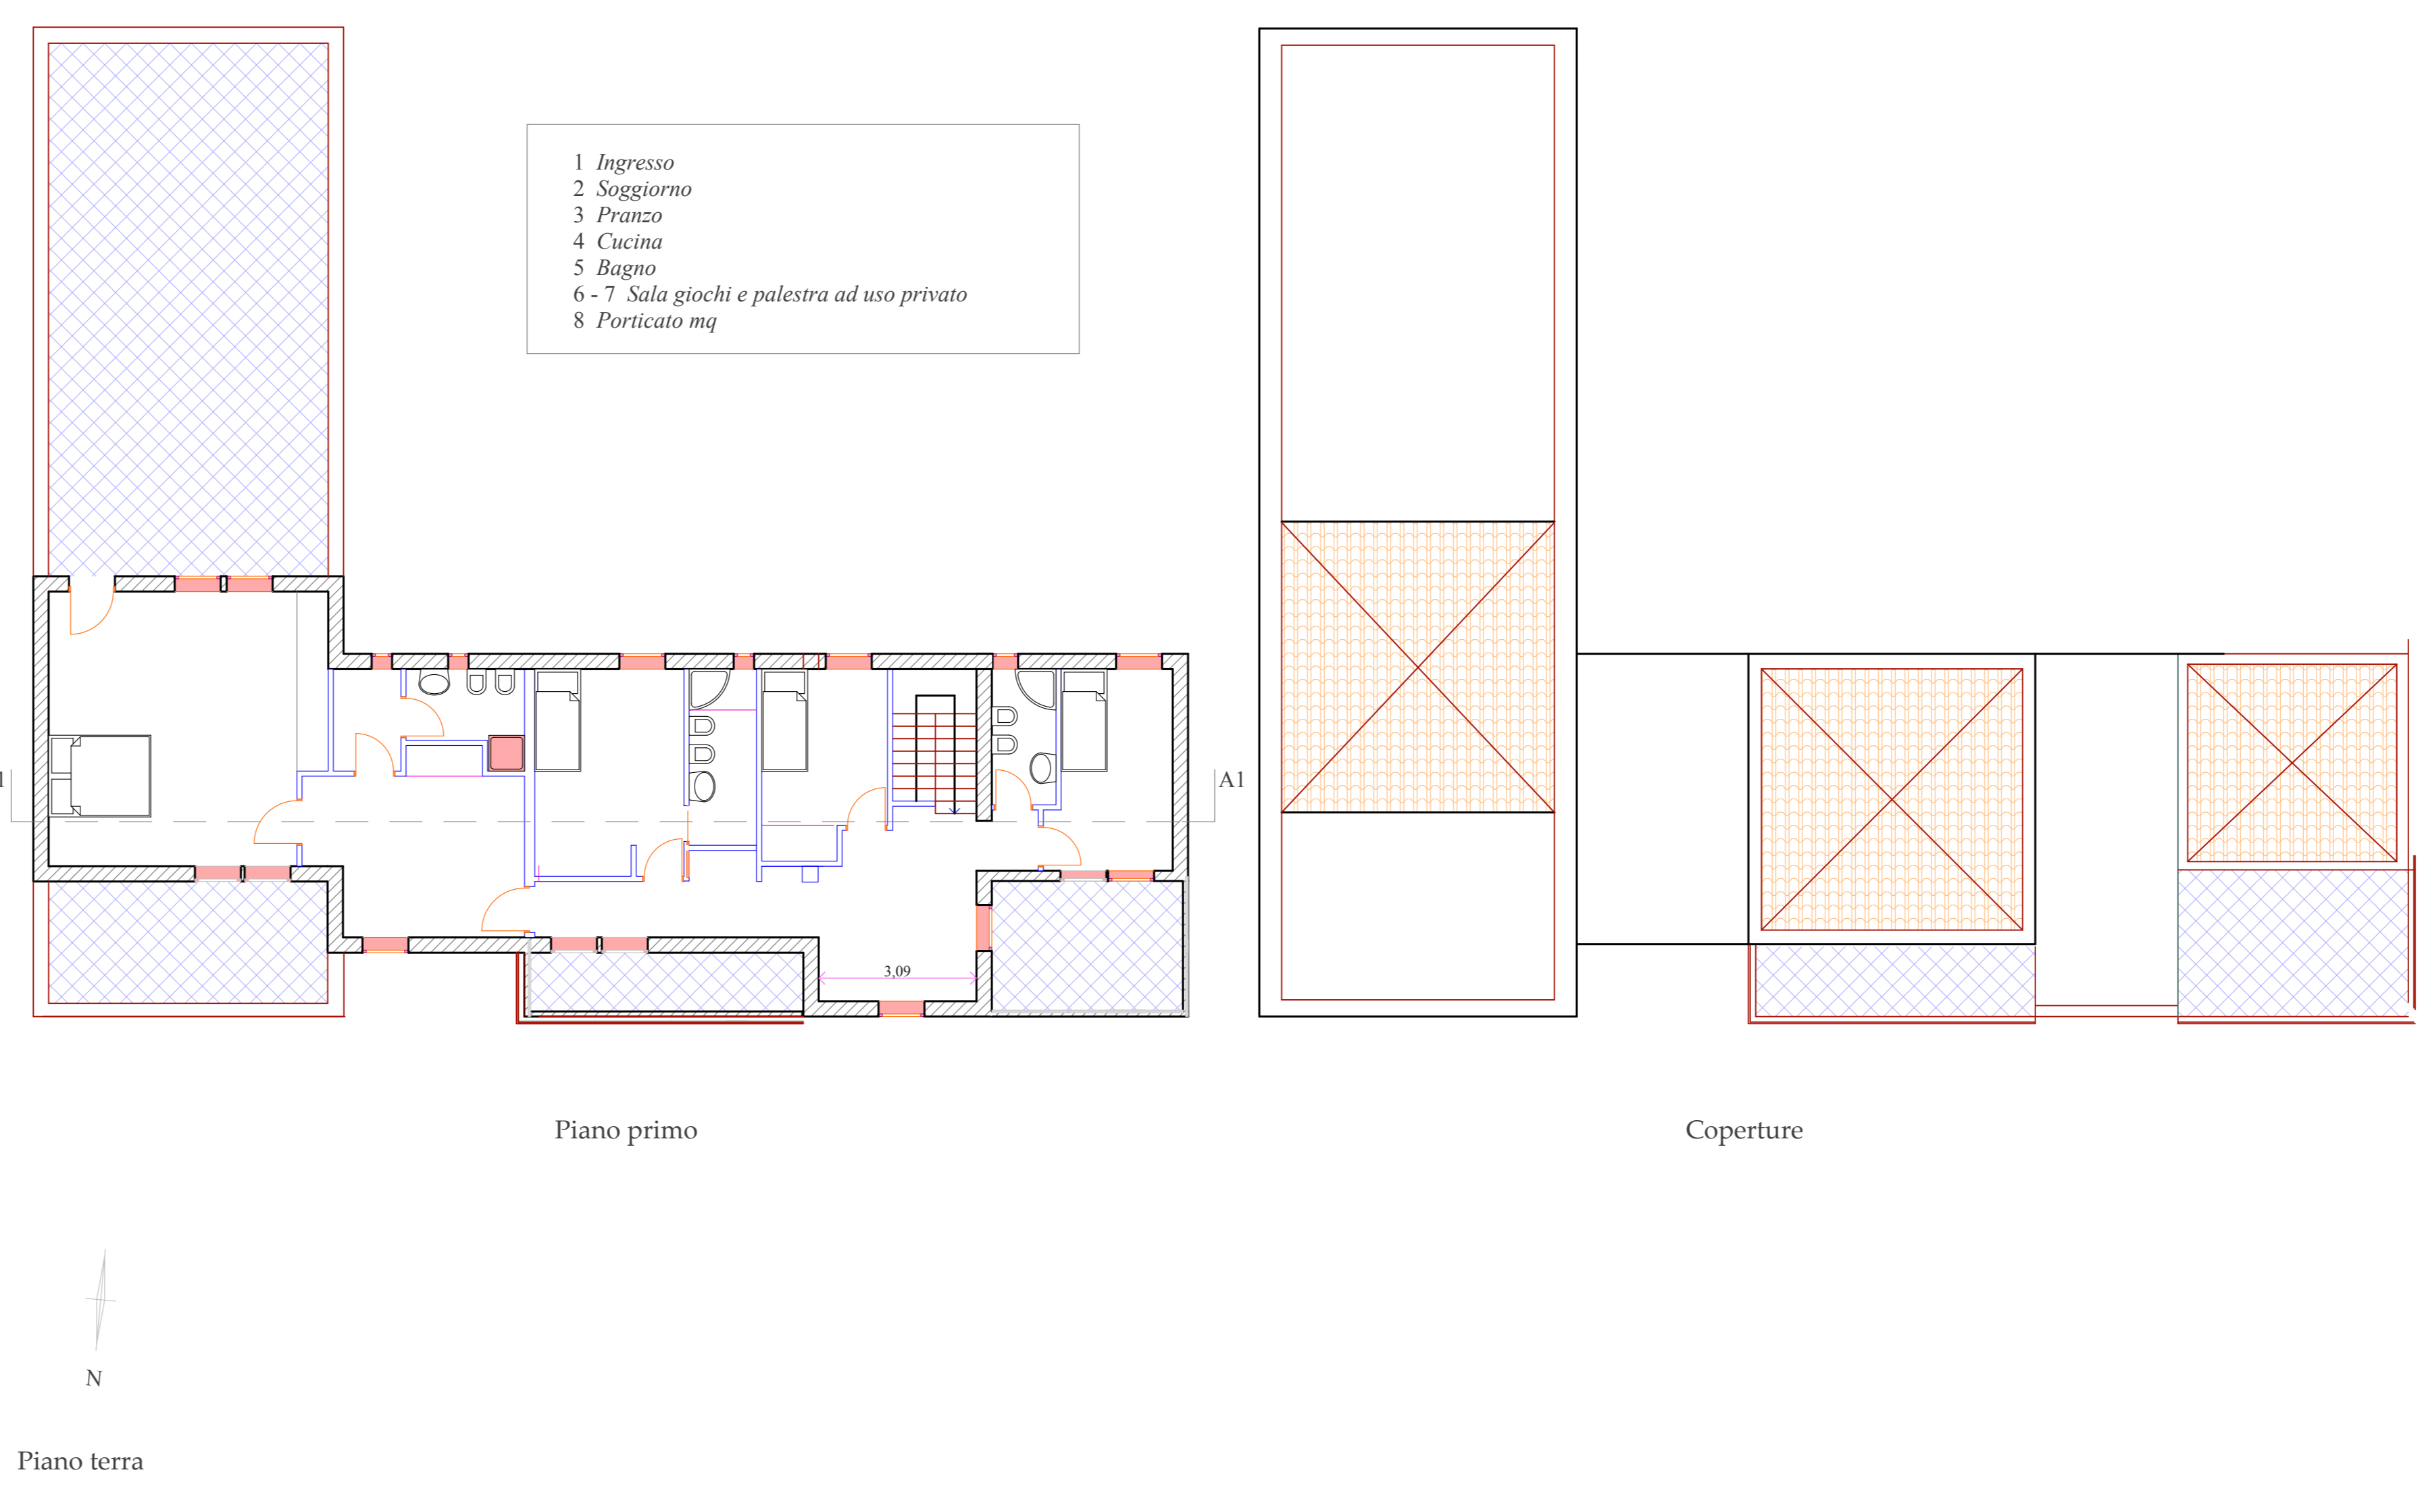 1 Ingresso
2 Soggiorno
3 Pranzo
4 Cucina
5 Bagno
6 - 7 Sala giochi e palestra ad uso privato
8 Porticato mq
A1
3,09
Piano primo
Coperture
N
Piano terra